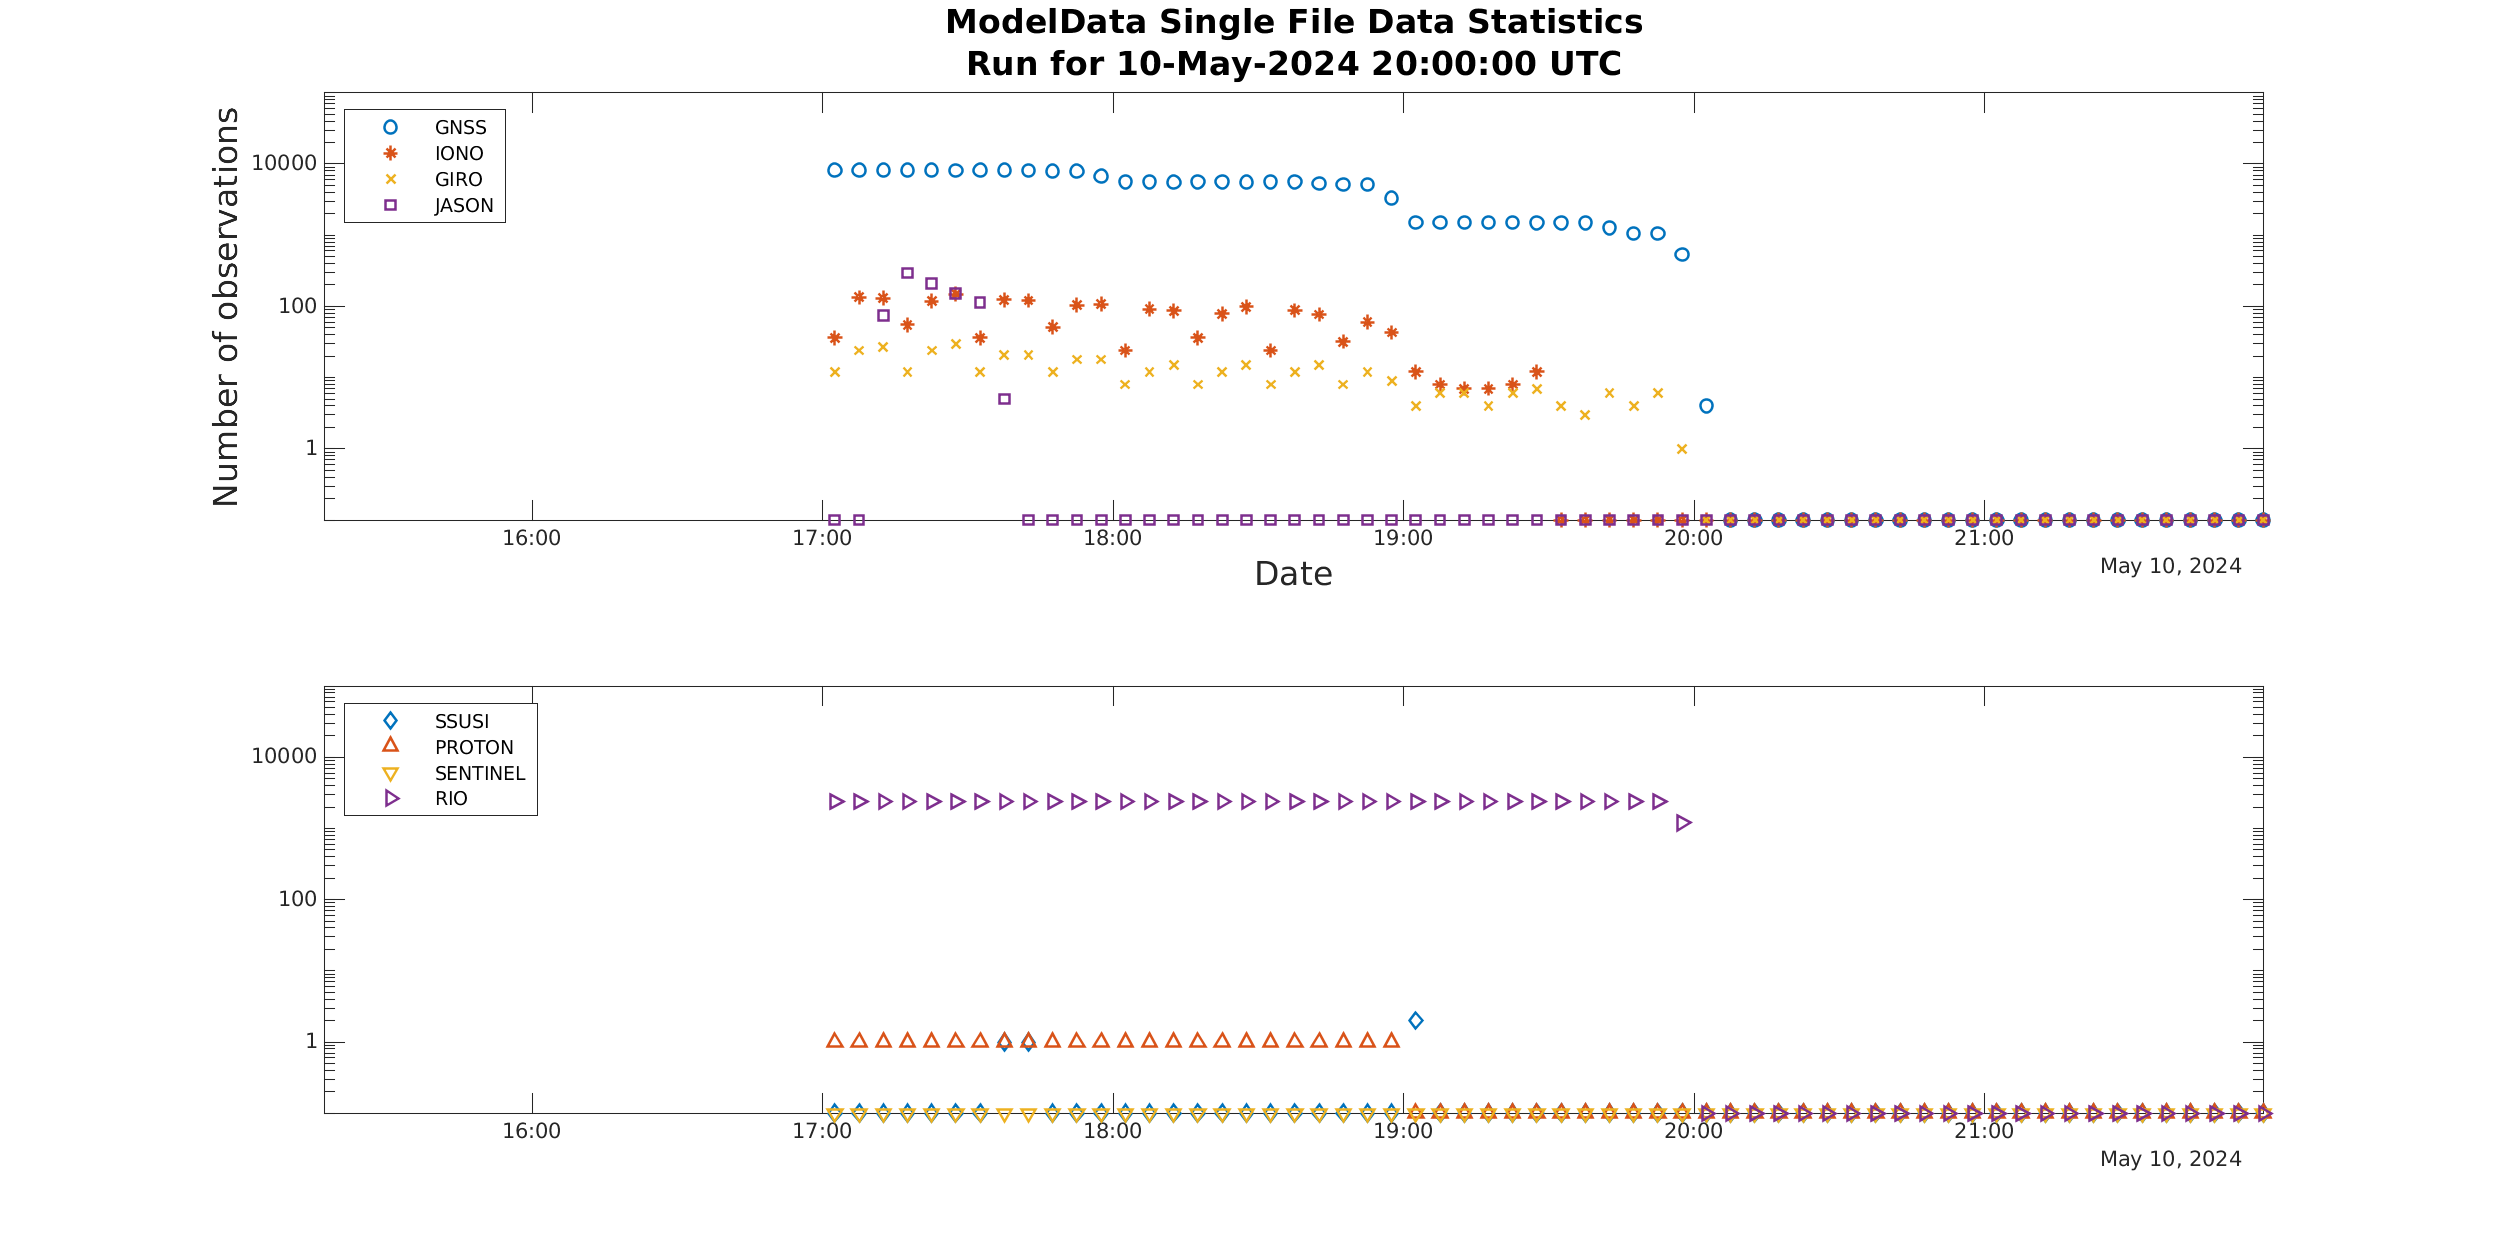 ModelData Single File Data Statistics
Run for 10-May-2024 20:00:00 UTC
Number of observations
10000
100
1
GNSS
IONO
GIRO
JASON
16:00 17:00 18:00 19:00 20:00 21:00
Date
May 10, 2024
10000
100
1
SSUSI
PROTON
SENTINEL
RIO
16:00 17:00 18:00 19:00 20:00 21:00
May 10, 2024